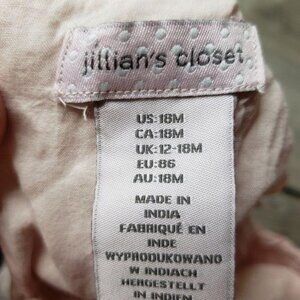 jillian's closet
US:18M
CA:18M
UK:12-18M
EU:86
AU:18M
MADE IN
INDIA
FABRIQUÉ EN
INDE
WYPRODUKOWANO
W INDIACH
HERGESTELLT
IN INDIEN